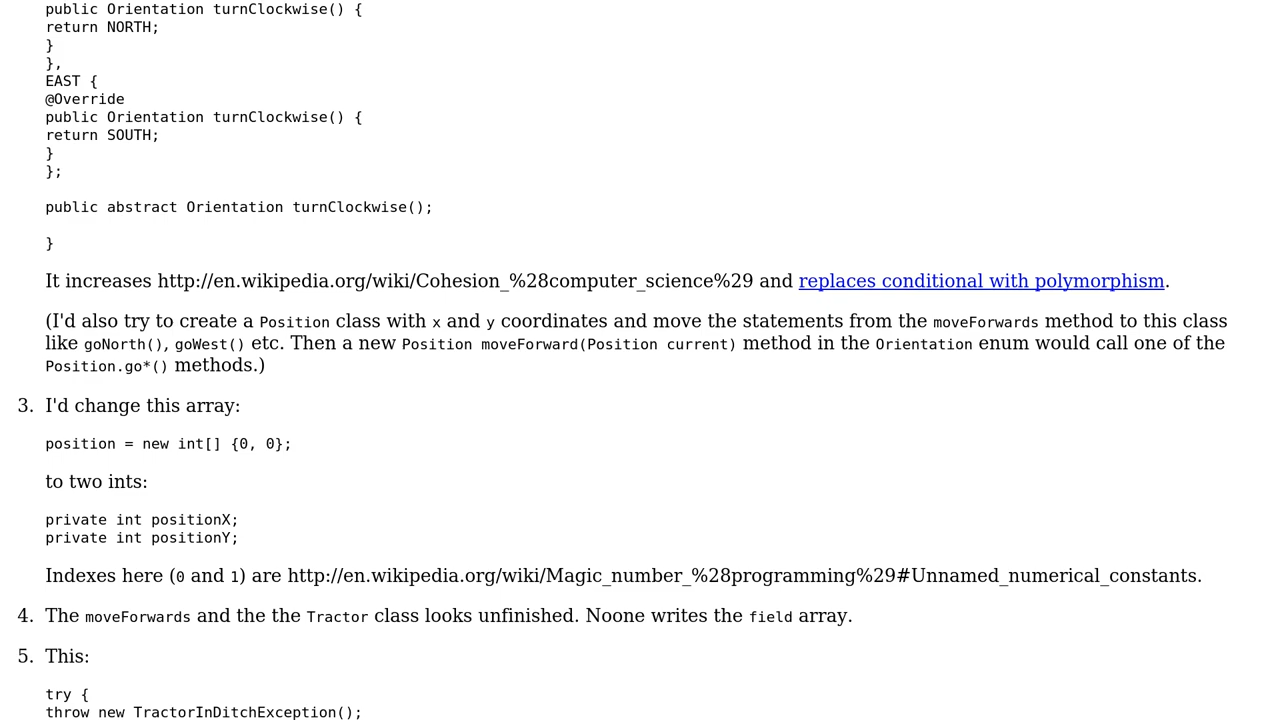 public Orientation turnClockwise() {
return NORTH;
}
},
EAST {
@Override
public Orientation turnClockwise() {
return SOUTH;
}
};
public abstract Orientation turnClockwise();
}
It increases http://en.wikipedia.org/wiki/Cohesion_%28computer_science%29 and replaces conditional with polymorphism.
(I'd also try to create a Position class with x and y coordinates and move the statements from the moveForwards method to this class
like goNorth(), goWest() etc. Then a new Position moveForward(Position current) method in the Orientation enum would call one of the
Position.go*() methods.)
3. I'd change this array:
position = new int[] {0, 0};
to two ints:
private int positionX;
private int positionY;
Indexes here (0 and 1) are http://en.wikipedia.org/wiki/Magic_number_%28programming%29#Unnamed_numerical_constants.
4. The moveForwards and the the Tractor class looks unfinished. Noone writes the field array.
5. This:
try {
throw new TractorInDitchException();